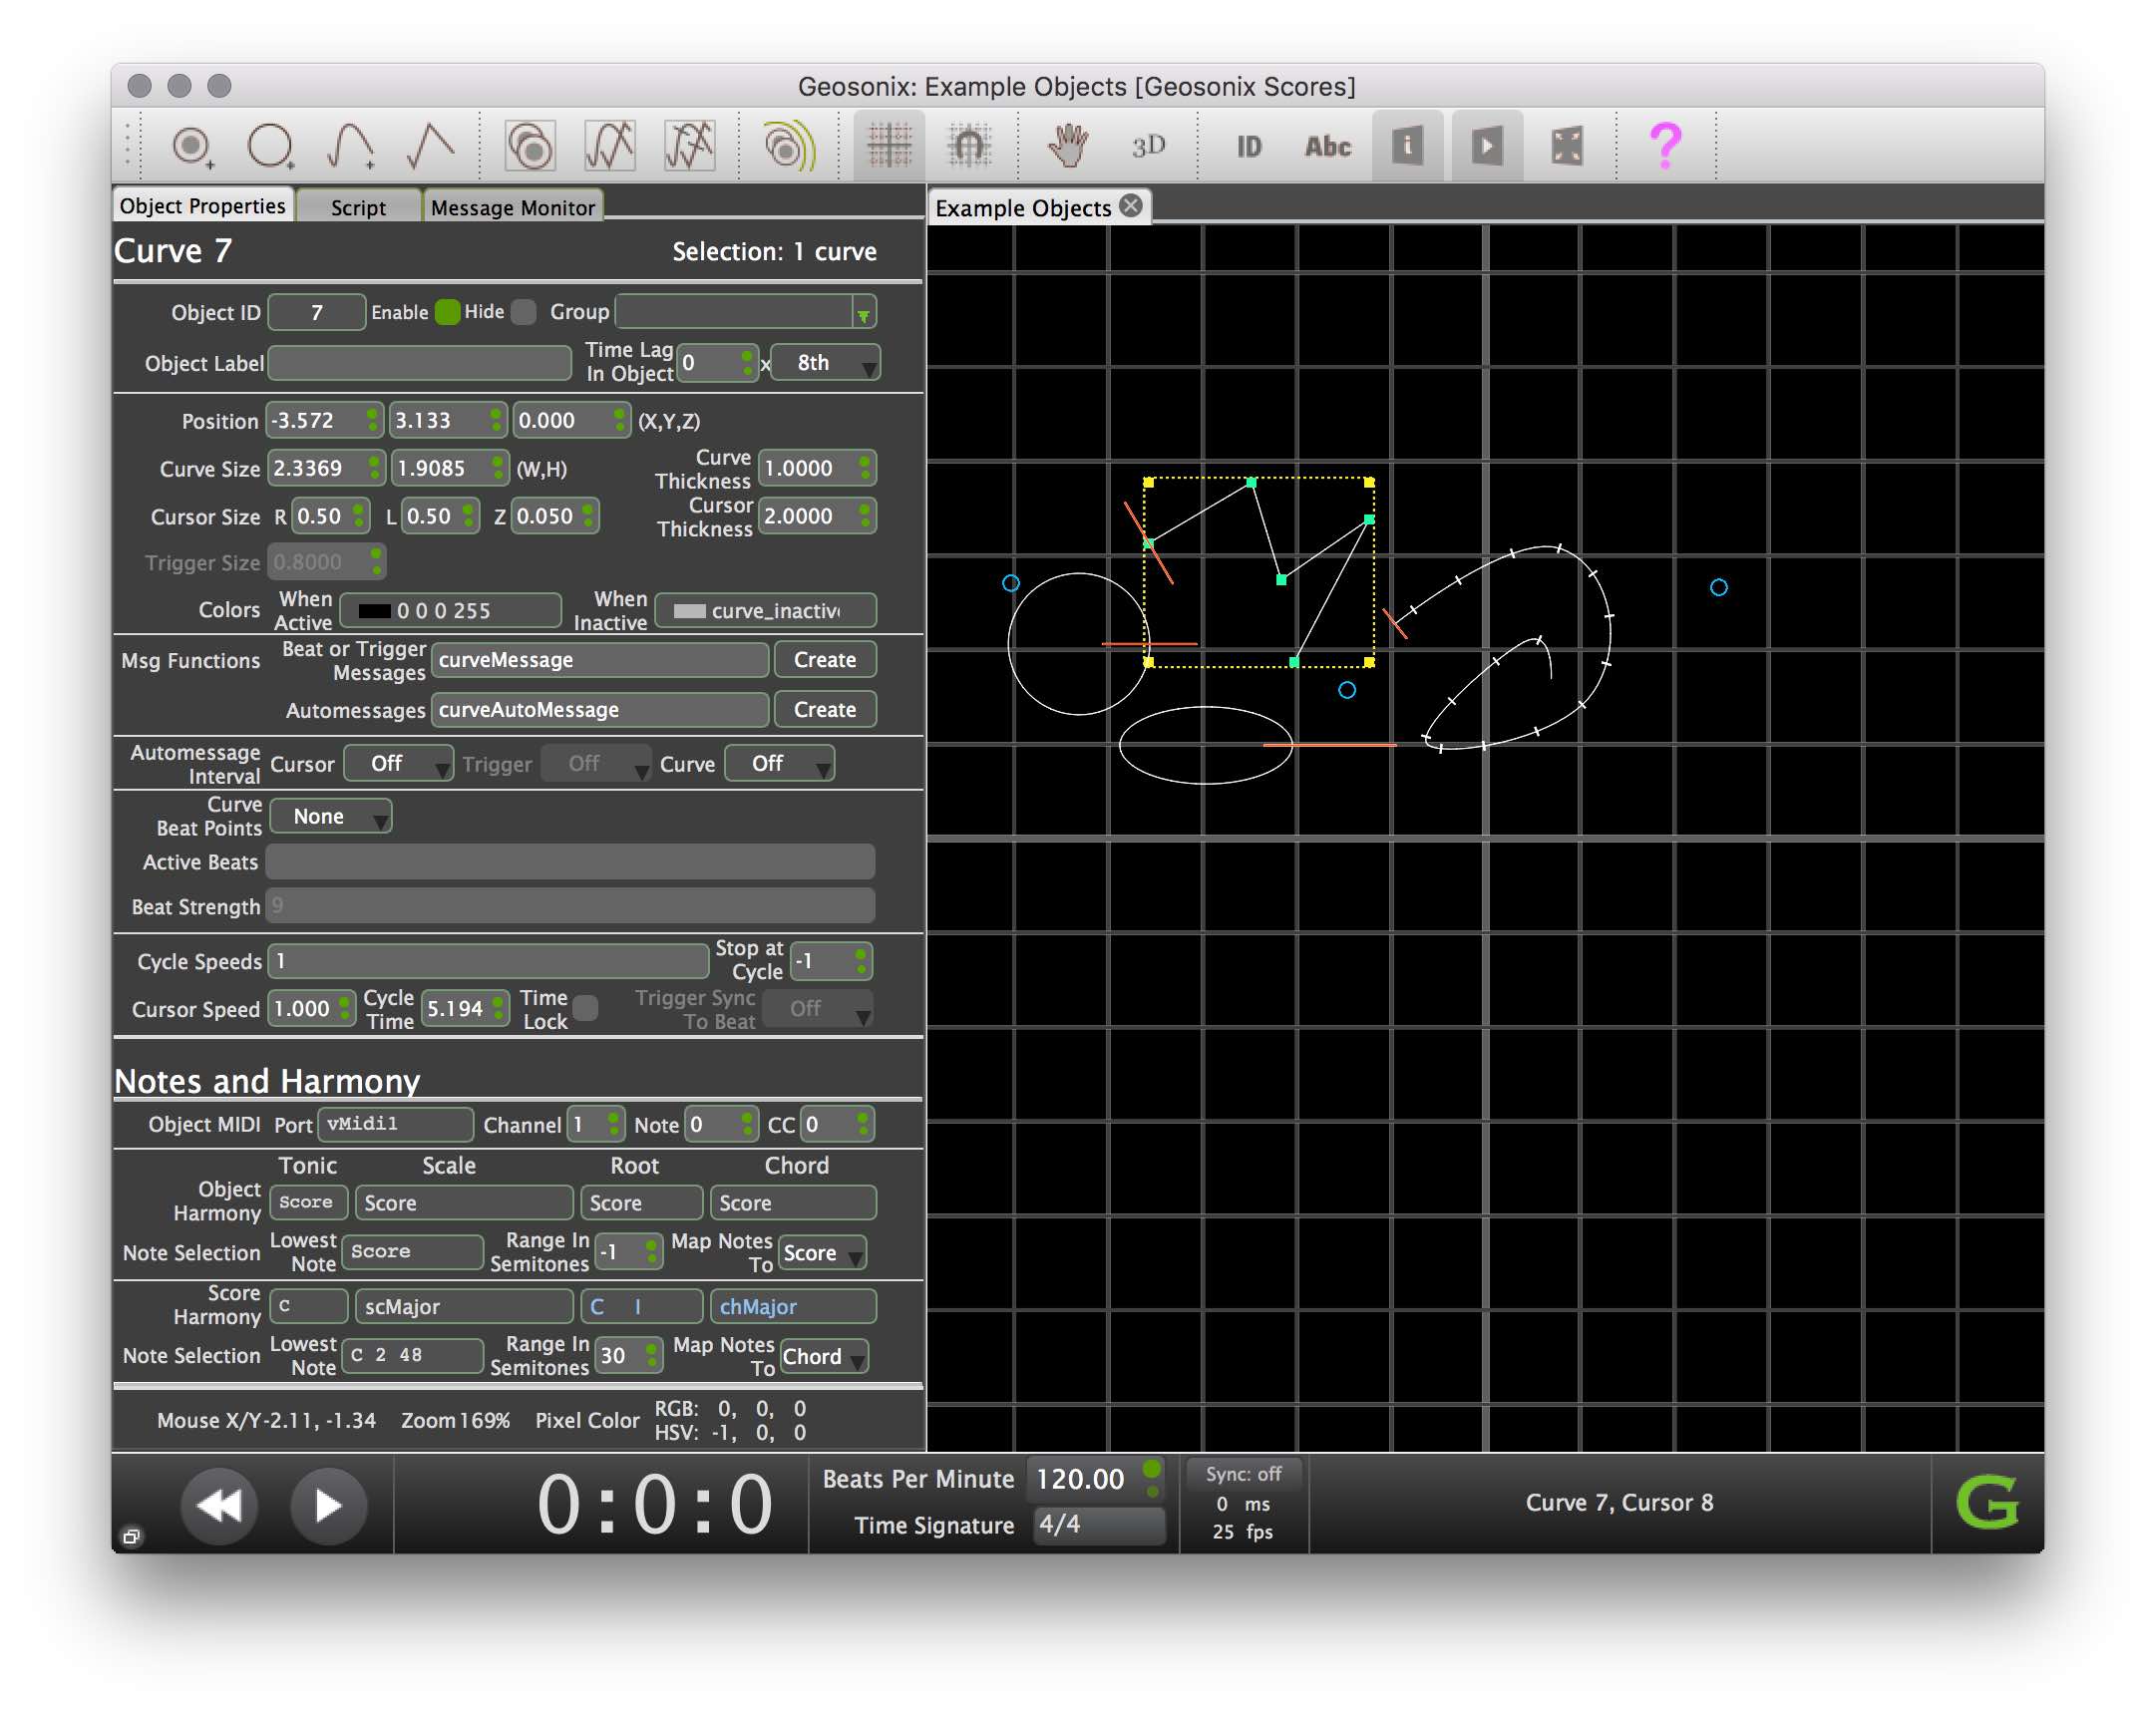 Geosonix: Example Objects [Geosonix Scores]
3D ID Abc i ?
Object Properties Script Message Monitor
Example Objects
Curve 7 Selection: 1 curve
Object ID 7 Enable Hide Group
Object Label Time Lag In Object 0 x 8th
Position -3.572 3.133 0.000 (X,Y,Z)
Curve Size 2.3369 1.9085 (W,H) Curve Thickness 1.0000
Cursor Size R 0.50 L 0.50 Z 0.050 Cursor Thickness 2.0000
Trigger Size 0.8000
Colors When Active 0 0 0 255 When Inactive curve_inactiv
Msg Functions Beat or Trigger Messages curveMessage Create
Automessages curveAutoMessage Create
Automessage Interval Cursor Off Trigger Off Curve Off
Curve Beat Points None
Active Beats
Beat Strength 9
Cycle Speeds 1 Stop at Cycle -1
Cursor Speed 1.000 Cycle Time 5.194 Time Lock Trigger Sync To Beat Off
Notes and Harmony
Object MIDI Port vMidi1 Channel 1 Note 0 CC 0
Tonic Scale Root Chord
Object Harmony Score Score Score Score
Note Selection Lowest Note Score Range In Semitones -1 Map Notes To Score
Score Harmony C scMajor C I chMajor
Note Selection Lowest Note C 2 48 Range In Semitones 30 Map Notes To Chord
Mouse X/Y -2.11, -1.34 Zoom 169% Pixel Color RGB: 0, 0, 0
HSV: -1, 0, 0
0:0:0
Beats Per Minute 120.00
Time Signature 4/4
Sync: off
0 ms
25 fps
Curve 7, Cursor 8
G